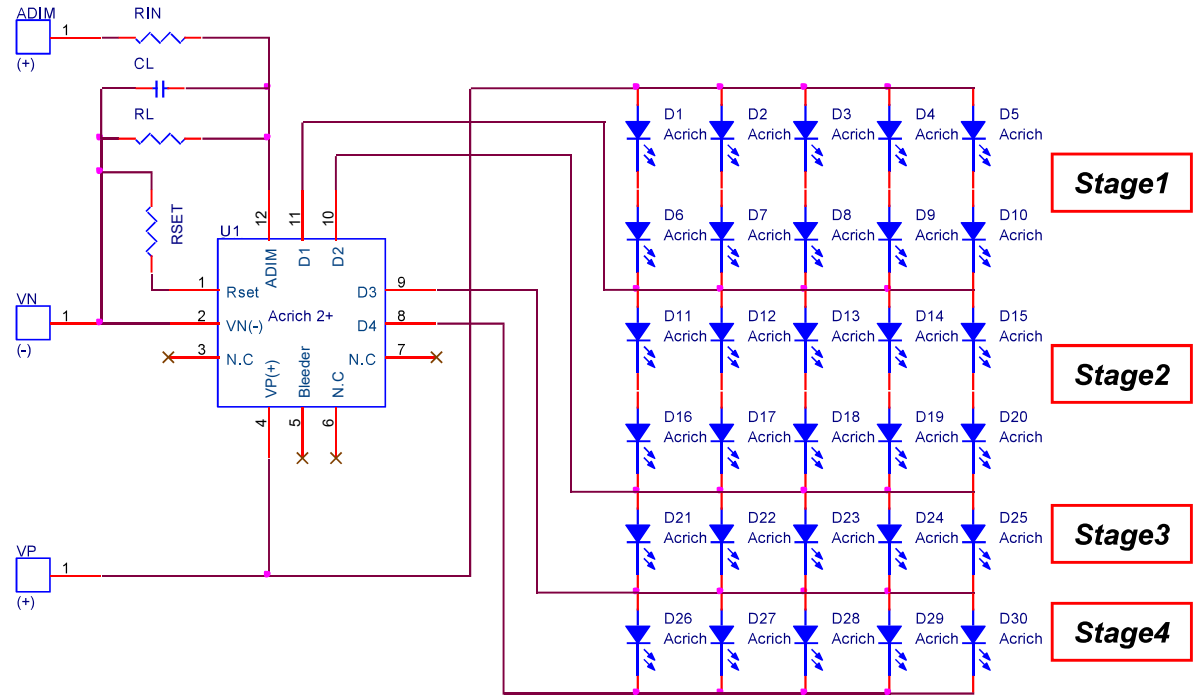 ADIM
1
(+)
RIN
CL
RL
RSET
VN
1
(-)
VP
1
(+)
U1
12
11
10
ADIM
D1
D2
1
Rset
2
VN(-)
3
N.C
Acrich 2+
D3
9
D4
8
N.C
7
VP(+)
Bleeder
N.C
4
5
6
D1
Acrich
D2
Acrich
D3
Acrich
D4
Acrich
D5
Acrich
Stage1
D6
Acrich
D7
Acrich
D8
Acrich
D9
Acrich
D10
Acrich
D11
Acrich
D12
Acrich
D13
Acrich
D14
Acrich
D15
Acrich
Stage2
D16
Acrich
D17
Acrich
D18
Acrich
D19
Acrich
D20
Acrich
D21
Acrich
D22
Acrich
D23
Acrich
D24
Acrich
D25
Acrich
Stage3
D26
Acrich
D27
Acrich
D28
Acrich
D29
Acrich
D30
Acrich
Stage4